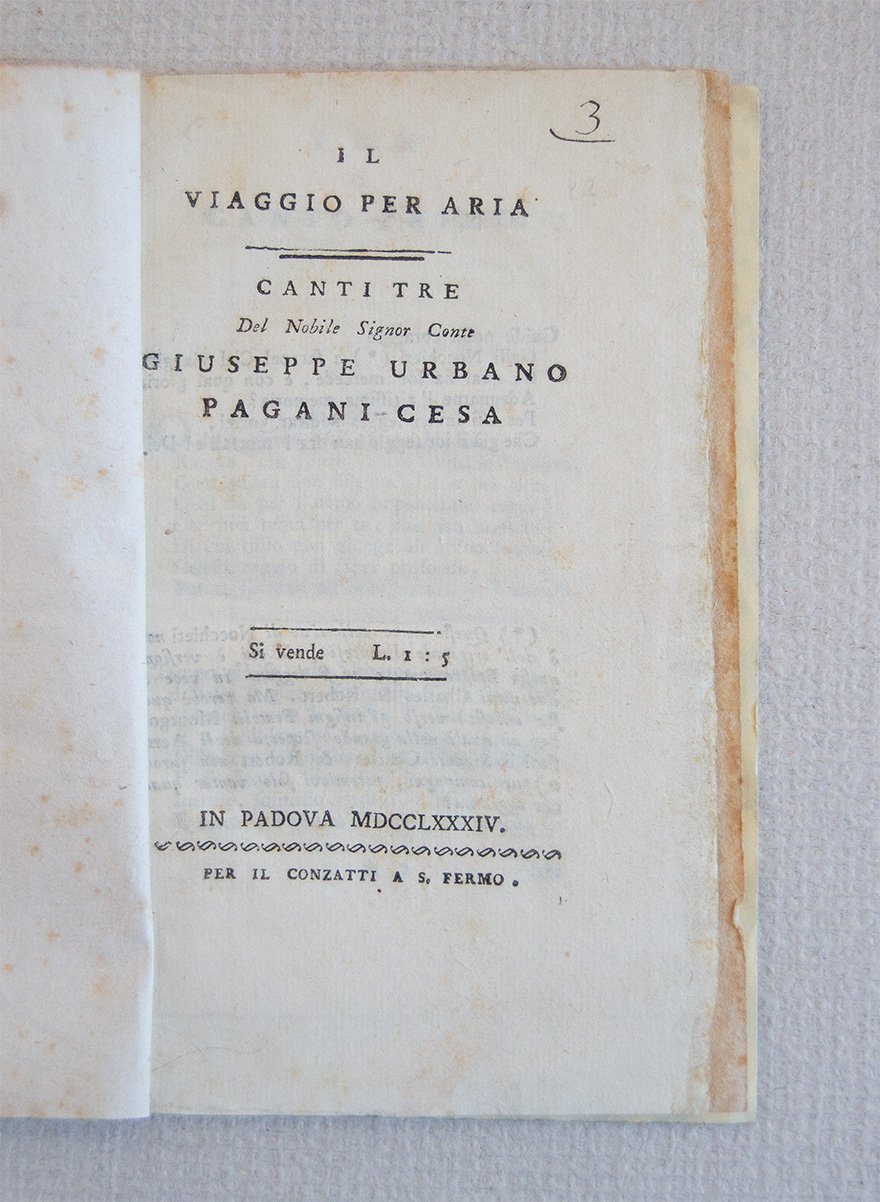 3
IL
VIAGGIO PER ARIA
CANTI TRE
Del Nobile Signor Conte
GIUSEPPE URBANO
PAGANI-CESA
Si vende L. 1 : 5
IN PADOVA MDCCLXXXIV.
PER IL CONZATTI A S. FERMO.